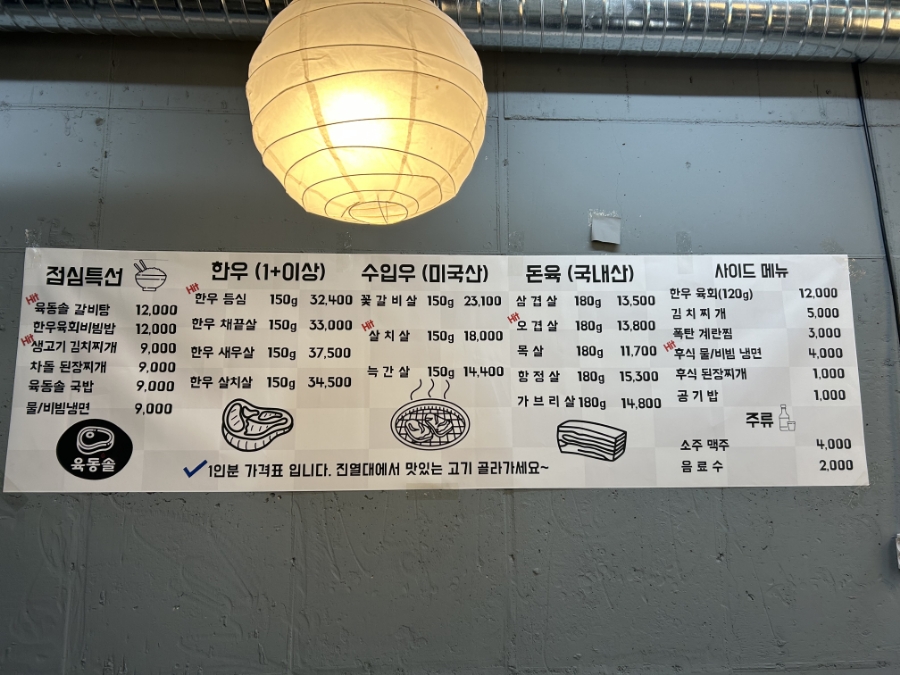 점심특선
Hit 육동솔 갈비탕 12,000
한우육회비빔밥 12,000
Hit 생고기 김치찌개 9,000
차돌 된장찌개 9,000
육동솔 국밥 9,000
물/비빔냉면 9,000
육동솔
한우 (1+이상)
Hit 한우 등심 150g 32,400
한우 채끝살 150g 33,000
한우 새우살 150g 37,500
한우 살치살 150g 34,500
수입우 (미국산)
꽃갈비살 150g 23,100
Hit 살치살 150g 18,000
늑간살 150g 14,400
돈육 (국내산)
삼겹살 180g 13,500
Hit 오겹살 180g 13,800
목살 180g 11,700
항정살 180g 15,300
가브리살 180g 14,800
사이드 메뉴
한우 육회(120g) 12,000
김치찌개 5,000
폭탄 계란찜 3,000
Hit 후식 물/비빔 냉면 4,000
후식 된장찌개 1,000
공기밥 1,000
주류
소주 맥주 4,000
음료수 2,000
1인분 가격표 입니다. 진열대에서 맛있는 고기 골라가세요~